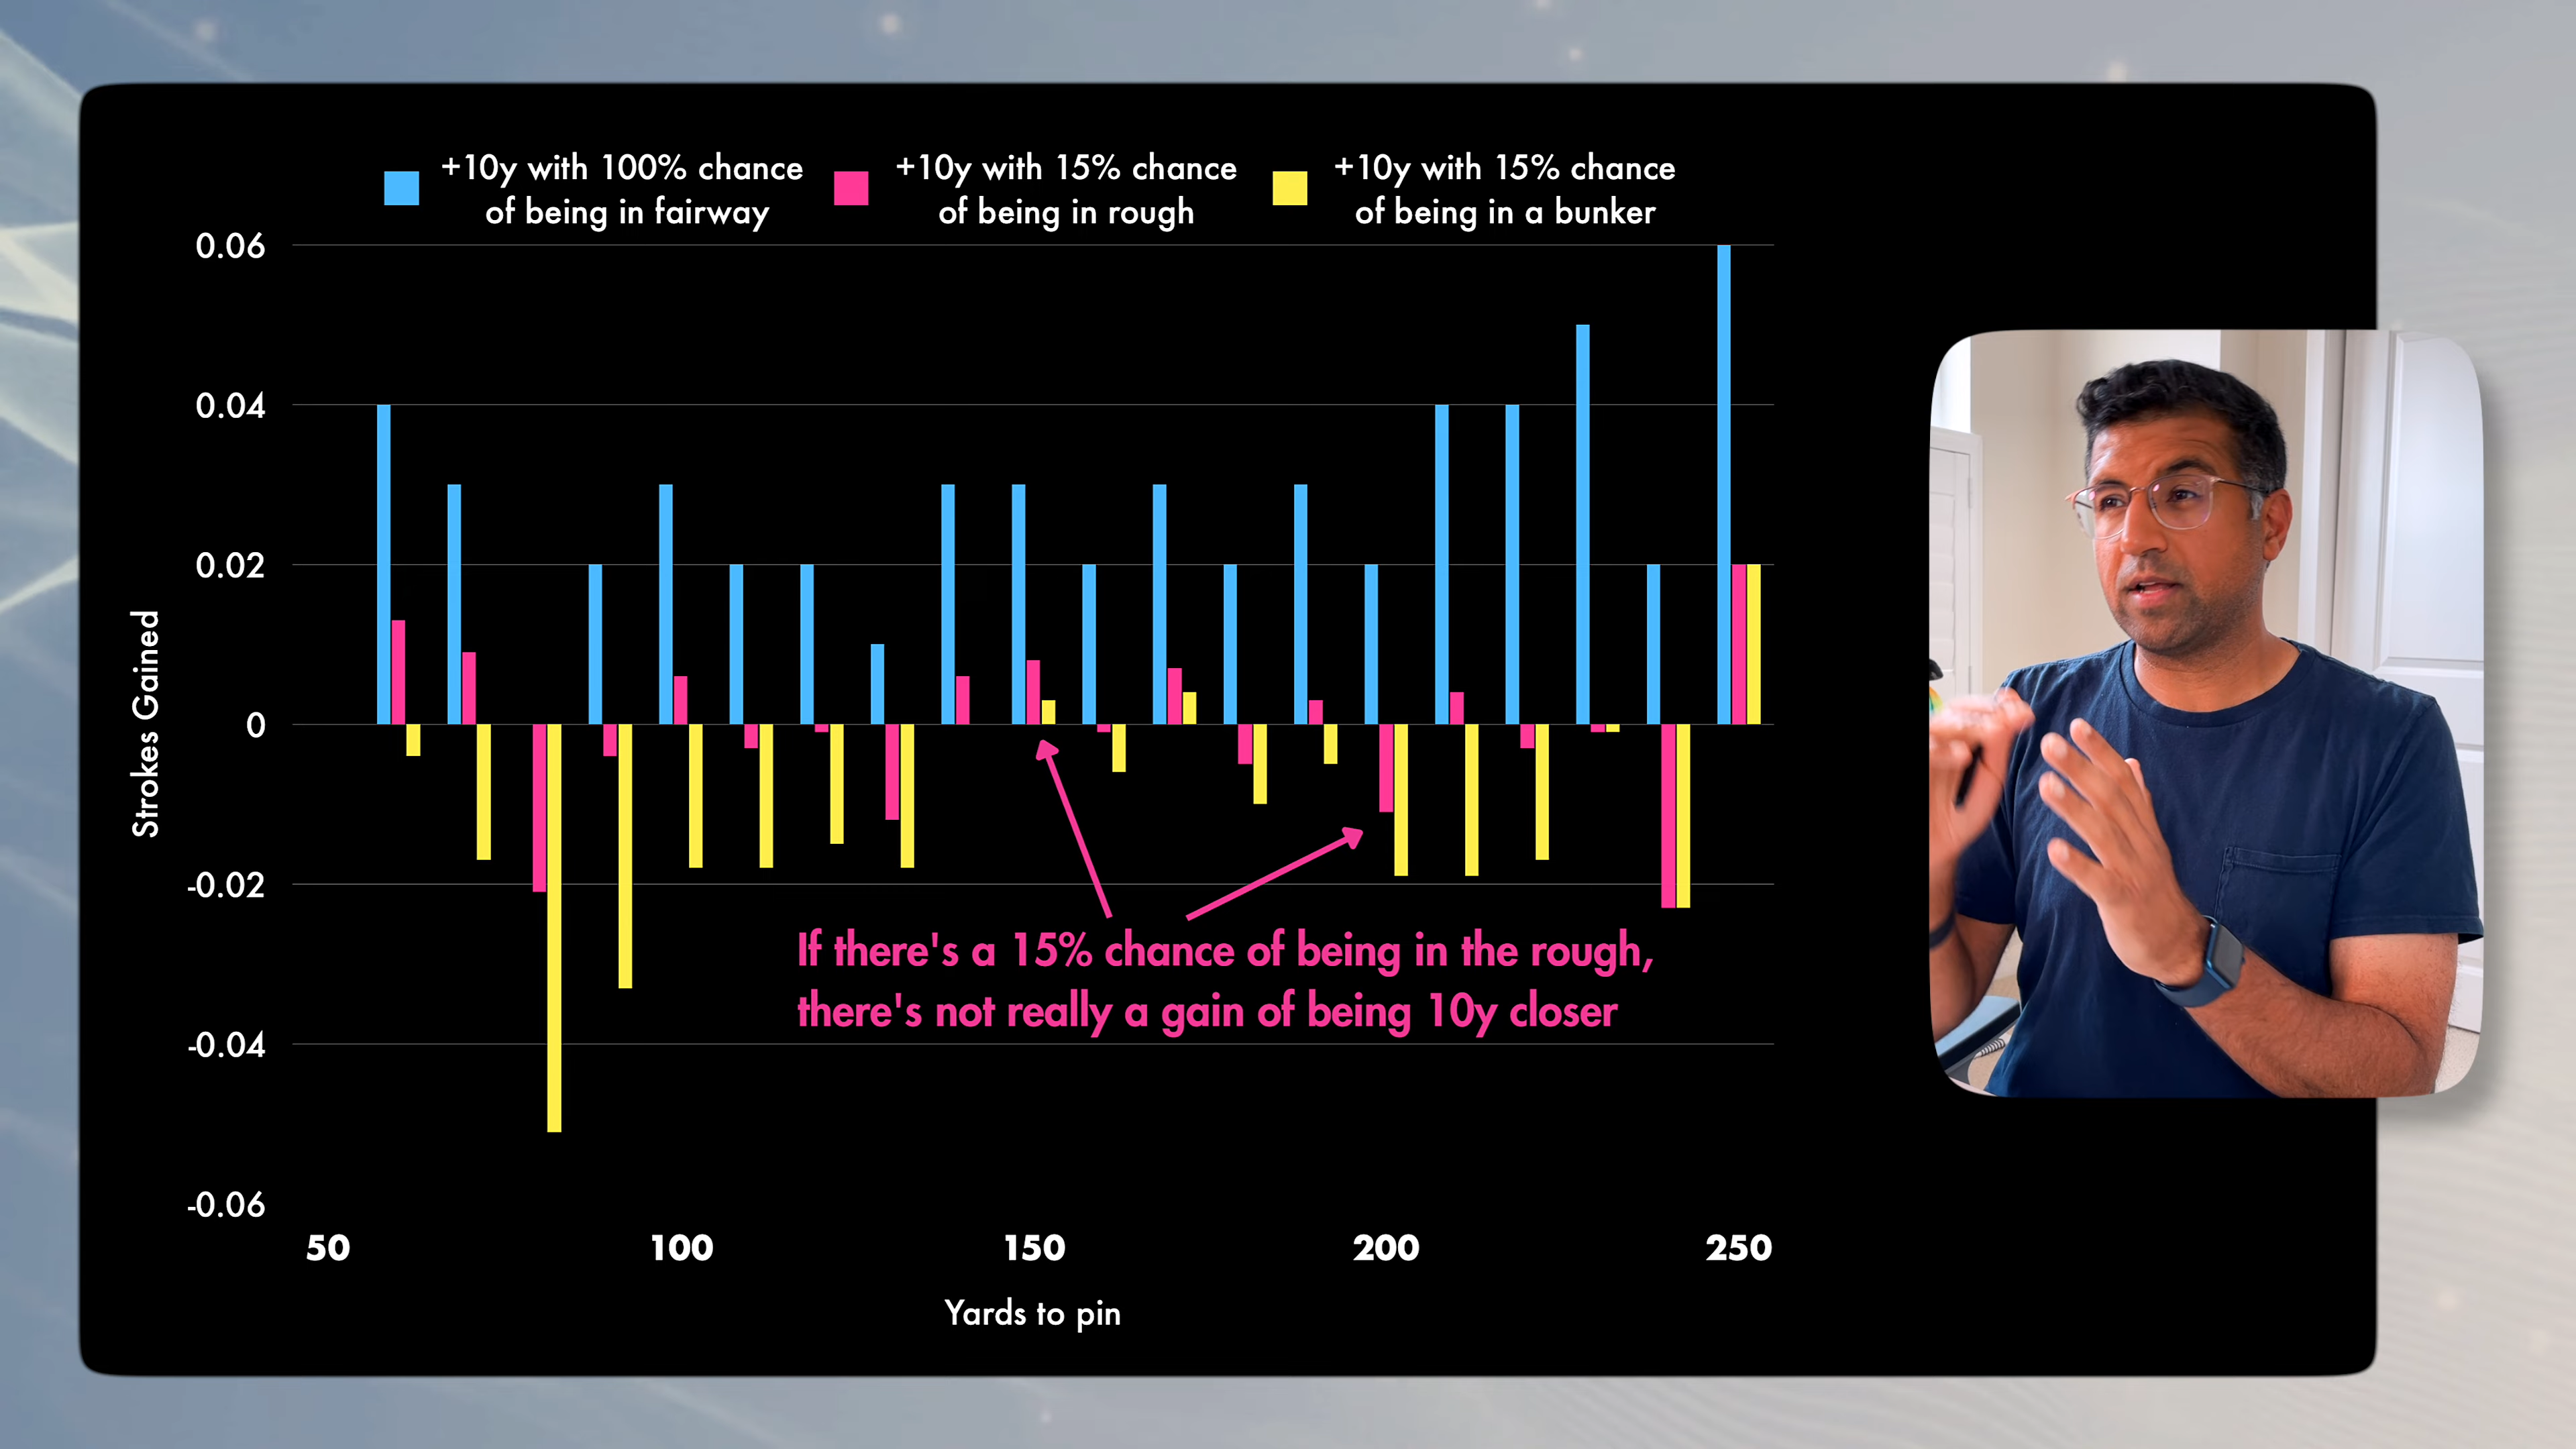 +10y with 100% chance
of being in fairway
+10y with 15% chance
of being in rough
+10y with 15% chance
of being in a bunker
0.06
0.04
0.02
0
-0.02
-0.04
-0.06
Strokes Gained
If there's a 15% chance of being in the rough,
there's not really a gain of being 10y closer
50 100 150 200 250
Yards to pin